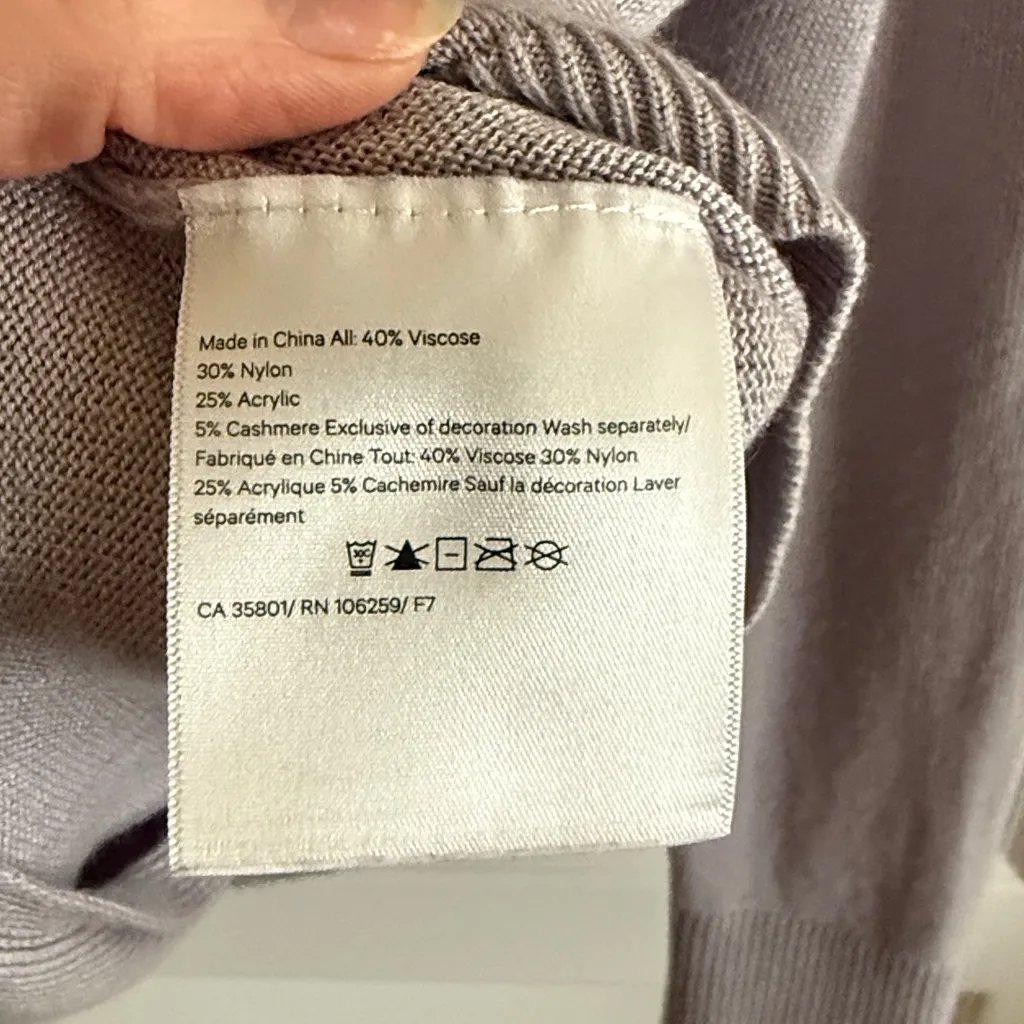 Made in China All: 40% Viscose
30% Nylon
25% Acrylic
5% Cashmere Exclusive of decoration Wash separately/
Fabriqué en Chine Tout: 40% Viscose 30% Nylon
25% Acrylique 5% Cachemire Sauf la décoration Laver
séparément
30C
CA 35801/ RN 106259/ F7